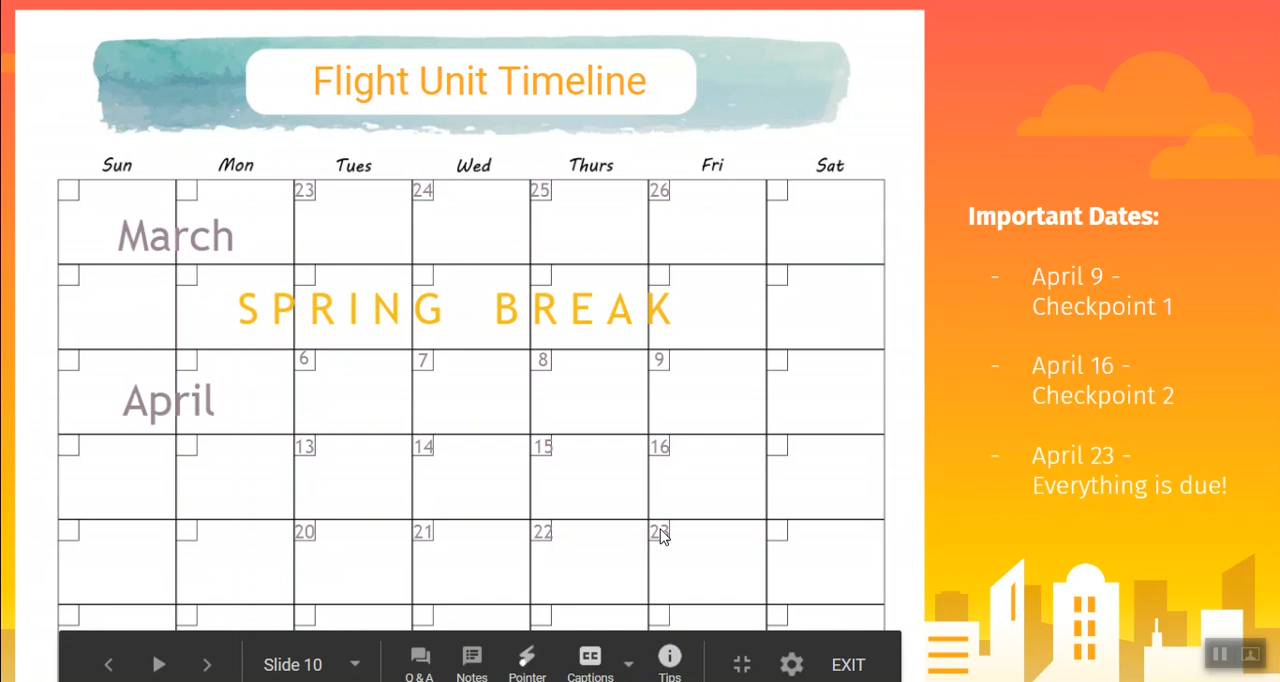 Flight Unit Timeline
Sun Mon Tues Wed Thurs Fri Sat
23 24 25 26
March
SPRING BREAK
6 7 8 9
April
13 14 15 16
20 21 22 23
Important Dates:
- April 9 -
Checkpoint 1
- April 16 -
Checkpoint 2
- April 23 -
Everything is due!
Slide 10
Q & A Notes Pointer CC Captions Tips EXIT